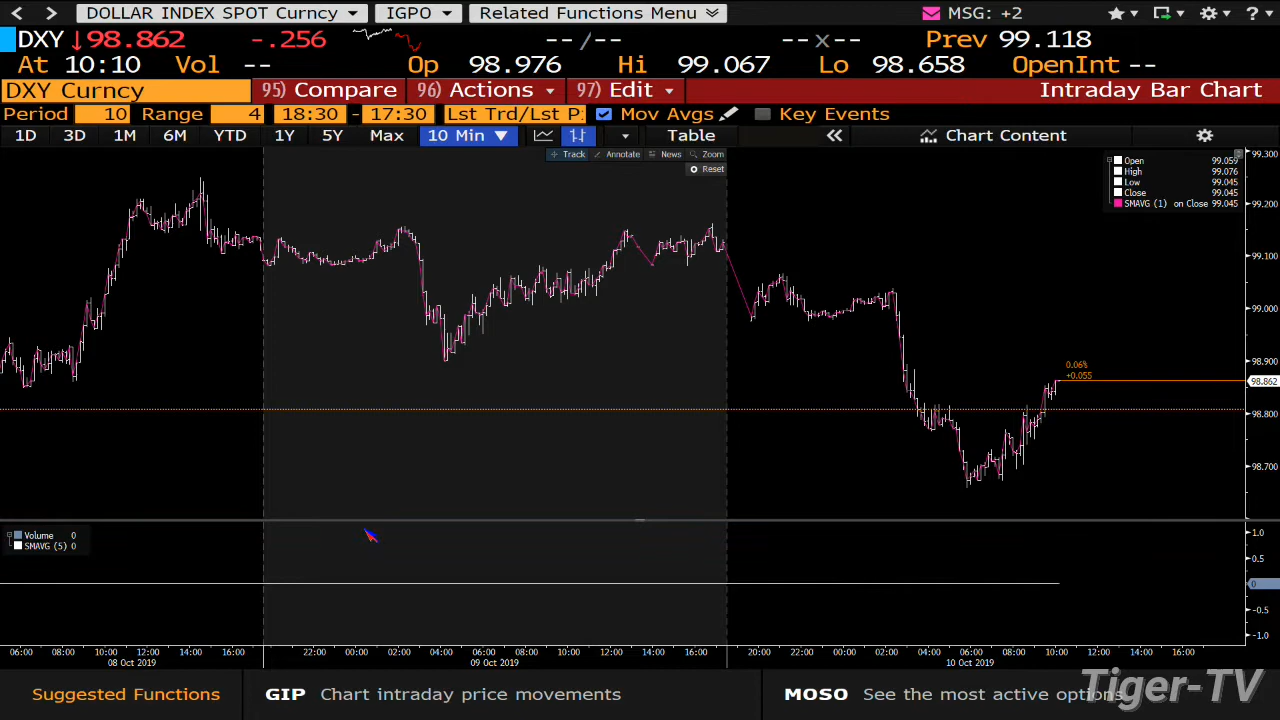 DOLLAR INDEX SPOT Curncy IGPO Related Functions Menu MSG: +2 ?
DXY ↓98.862 -.256 --/-- --x-- Prev 99.118
At 10:10 Vol -- Op 98.976 Hi 99.067 Lo 98.658 OpenInt --
DXY Curncy 95) Compare 96) Actions 97) Edit Intraday Bar Chart
Period 10 Range 4 18:30 - 17:30 Lst Trd/Lst P Mov Avgs Key Events
1D 3D 1M 6M YTD 1Y 5Y Max 10 Min ▼ Table « Chart Content
Track Annotate News Zoom
Reset
Open 99.059
High 99.076
Low 99.045
Close 99.045
SMAVG (1) on Close 99.045
99.300
99.200
99.100
99.000
98.900
0.06%
+0.055
98.862
98.800
98.700
Volume 0
SMAVG (5) 0
1.0
0.5
0
-0.5
-1.0
06:00 08:00 10:00 12:00 14:00 16:00 22:00 00:00 02:00 04:00 06:00 08:00 10:00 12:00 14:00 16:00 20:00 22:00 00:00 02:00 04:00 06:00 08:00 10:00 12:00 14:00 16:00
08 Oct 2019 09 Oct 2019 10 Oct 2019
Suggested Functions GIP Chart intraday price movements MOSO See the most active options
Tiger-TV